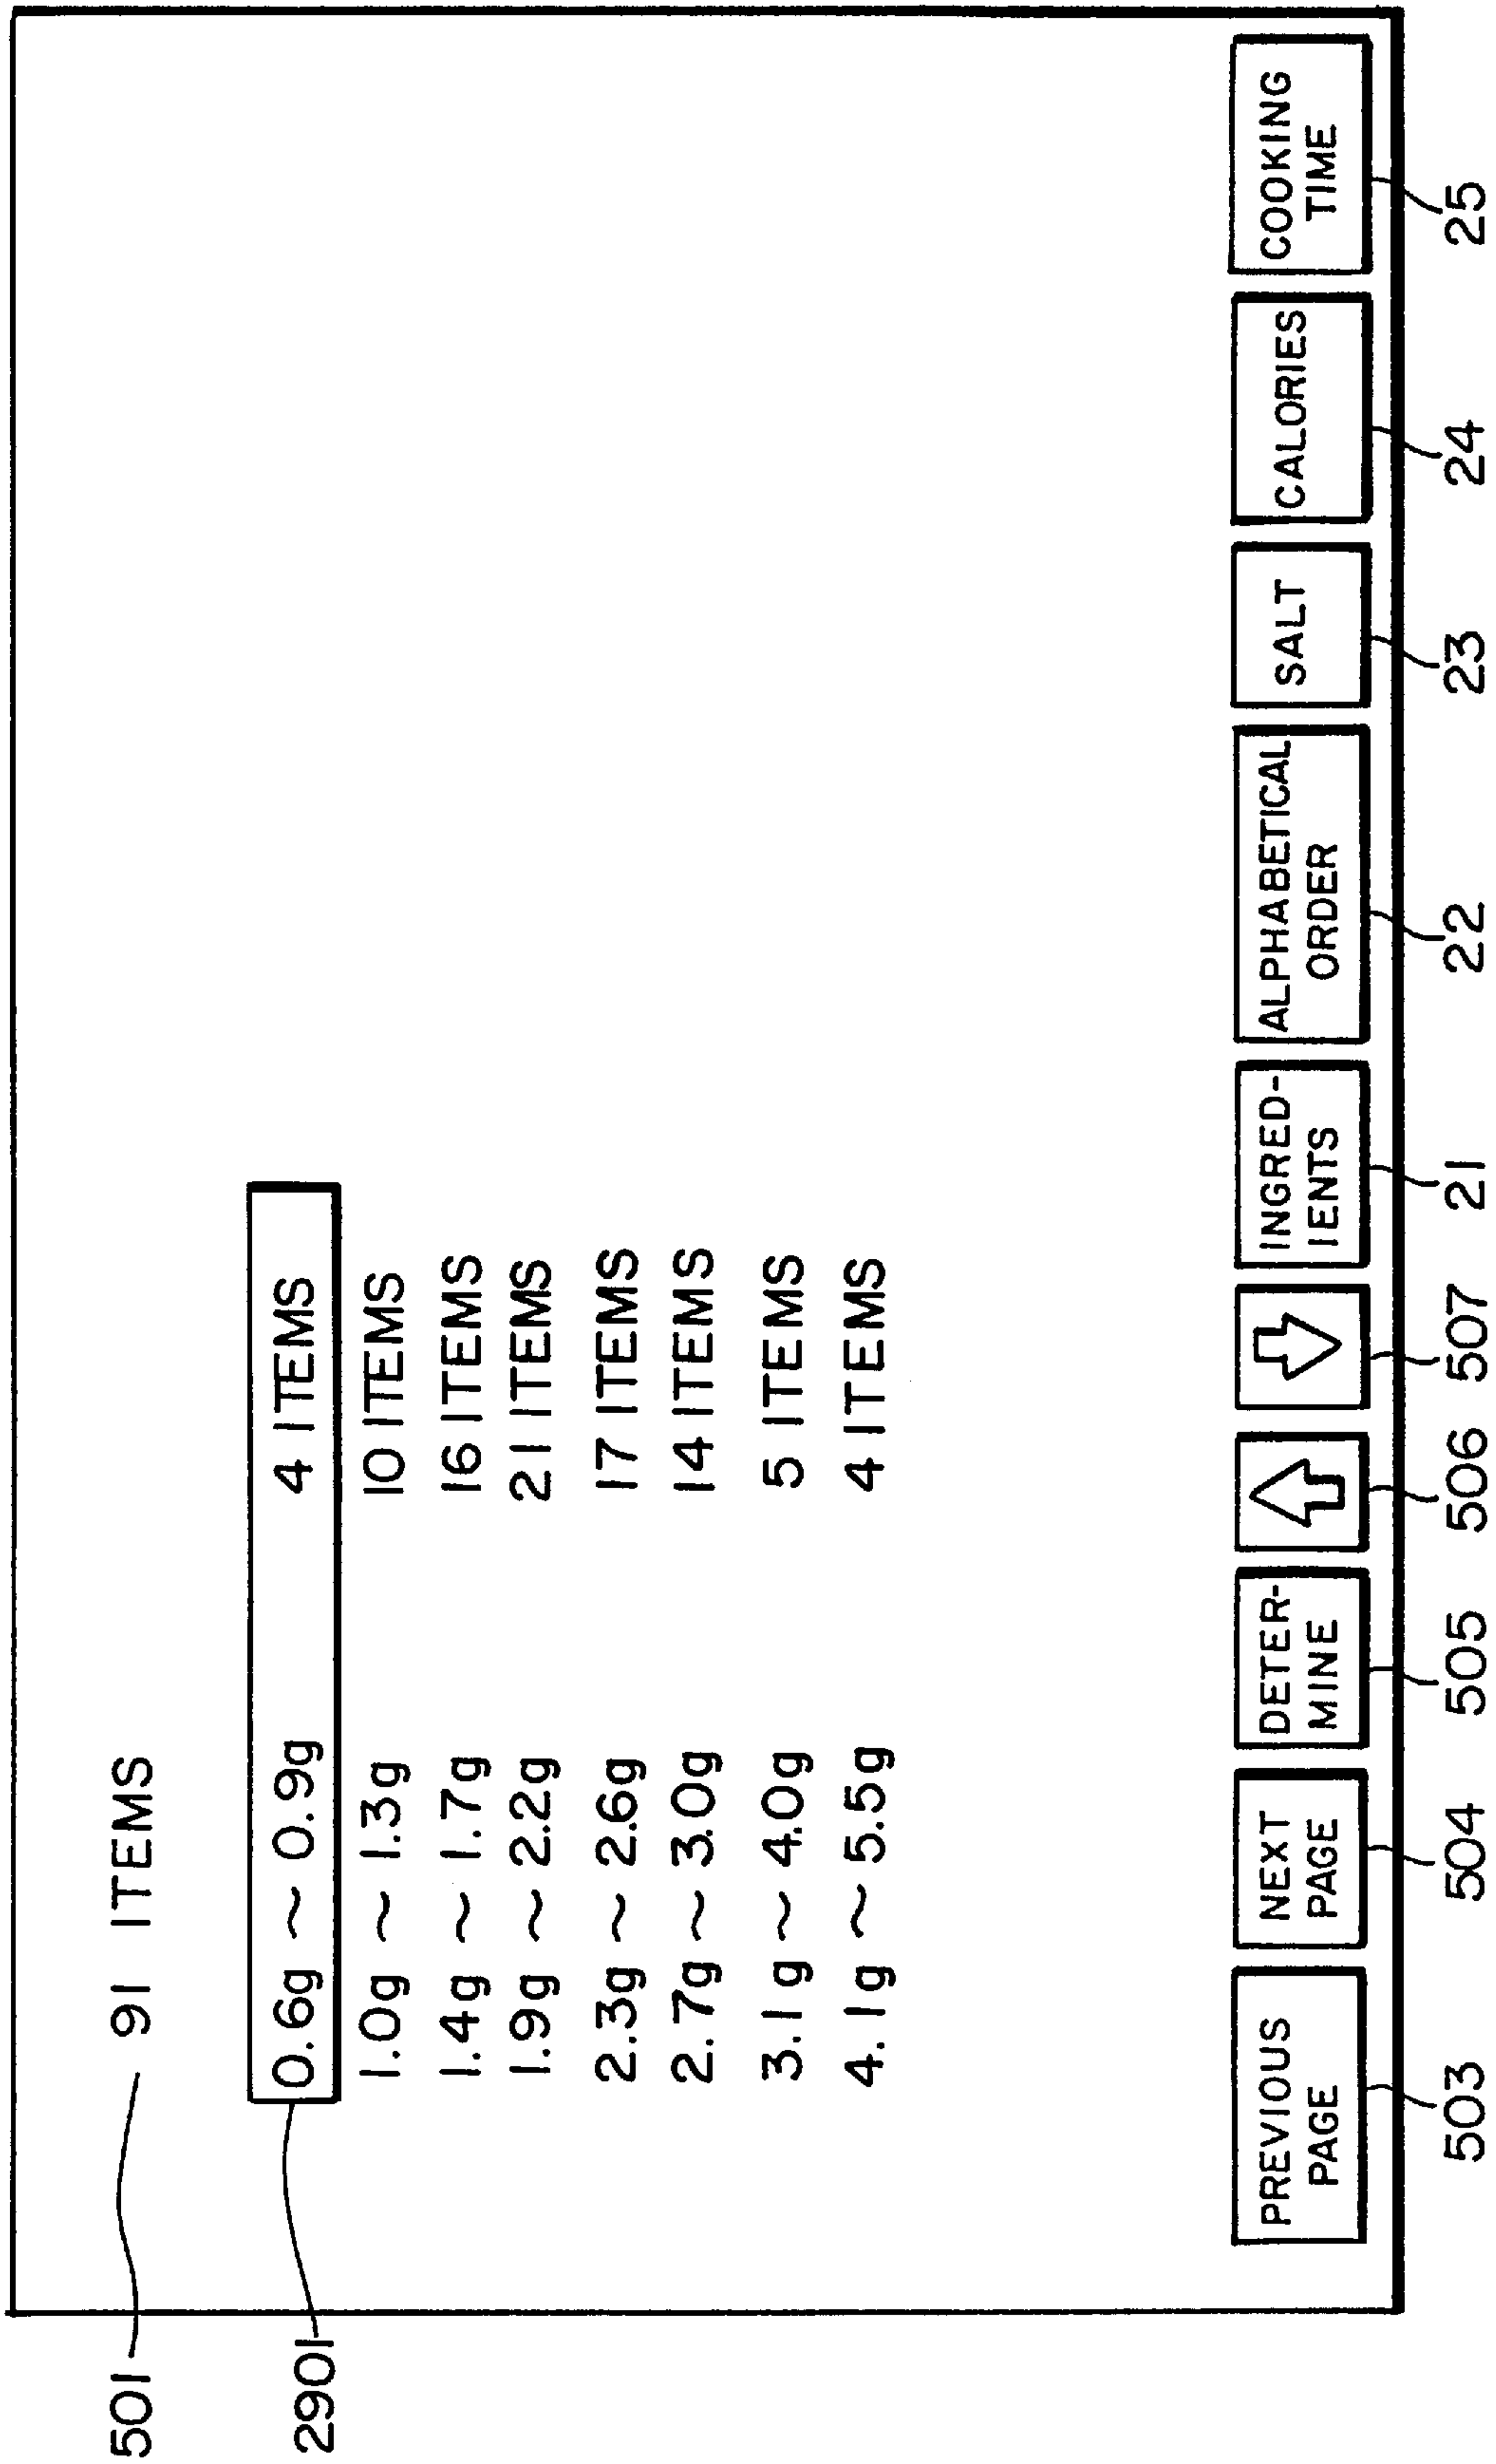 501
91 ITEMS
2901
0.6g ~ 0.9g 4 ITEMS
1.0g ~ 1.3g 10 ITEMS
1.4g ~ 1.7g 16 ITEMS
1.9g ~ 2.2g 21 ITEMS
2.3g ~ 2.6g 17 ITEMS
2.7g ~ 3.0g 14 ITEMS
3.1g ~ 4.0g 5 ITEMS
4.1g ~ 5.5g 4 ITEMS
PREVIOUS
PAGE
NEXT
PAGE
DETER-
MINE
INGRED-
IENTS
ALPHABETICAL
ORDER
SALT
CALORIES
COOKING
TIME
503 504 505 506 507 21 22 23 24 25